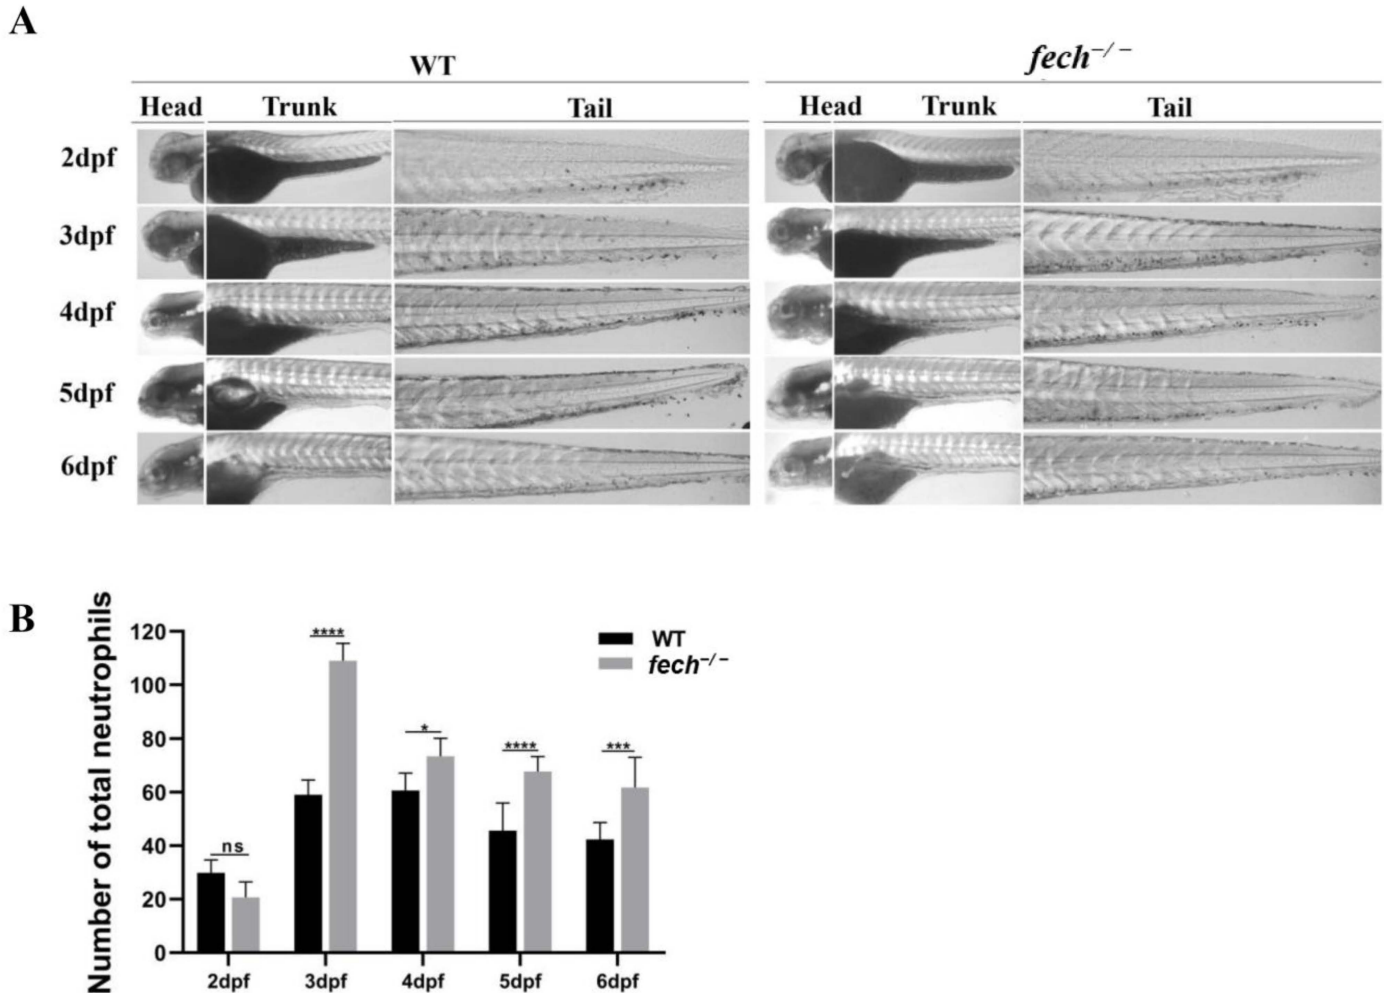 A
WT
fech−/−
Head Trunk Tail
Head Trunk Tail
2dpf
3dpf
4dpf
5dpf
6dpf
B
Number of total neutrophils
120
100
80
60
40
20
0
ns
****
*
****
***
WT
fech−/−
2dpf 3dpf 4dpf 5dpf 6dpf